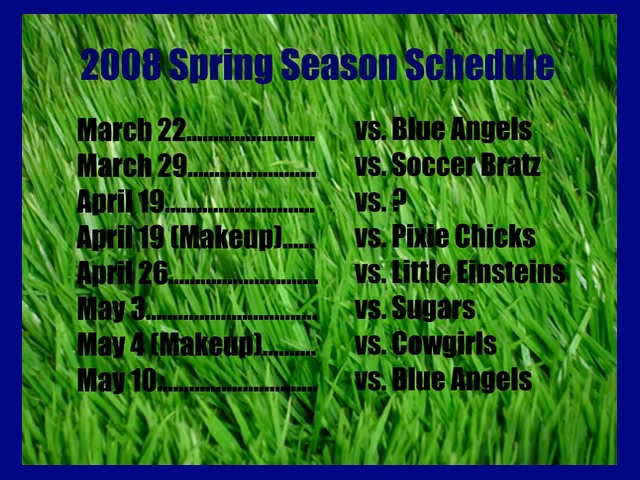 2008 Spring Season Schedule
March 22........................ vs. Blue Angels
March 29........................ vs. Soccer Bratz
April 19............................ vs. ?
April 19 (Makeup)...... vs. Pixie Chicks
April 26............................ vs. Little Einsteins
May 3................................ vs. Sugars
May 4 (Makeup).......... vs. Cowgirls
May 10.............................. vs. Blue Angels